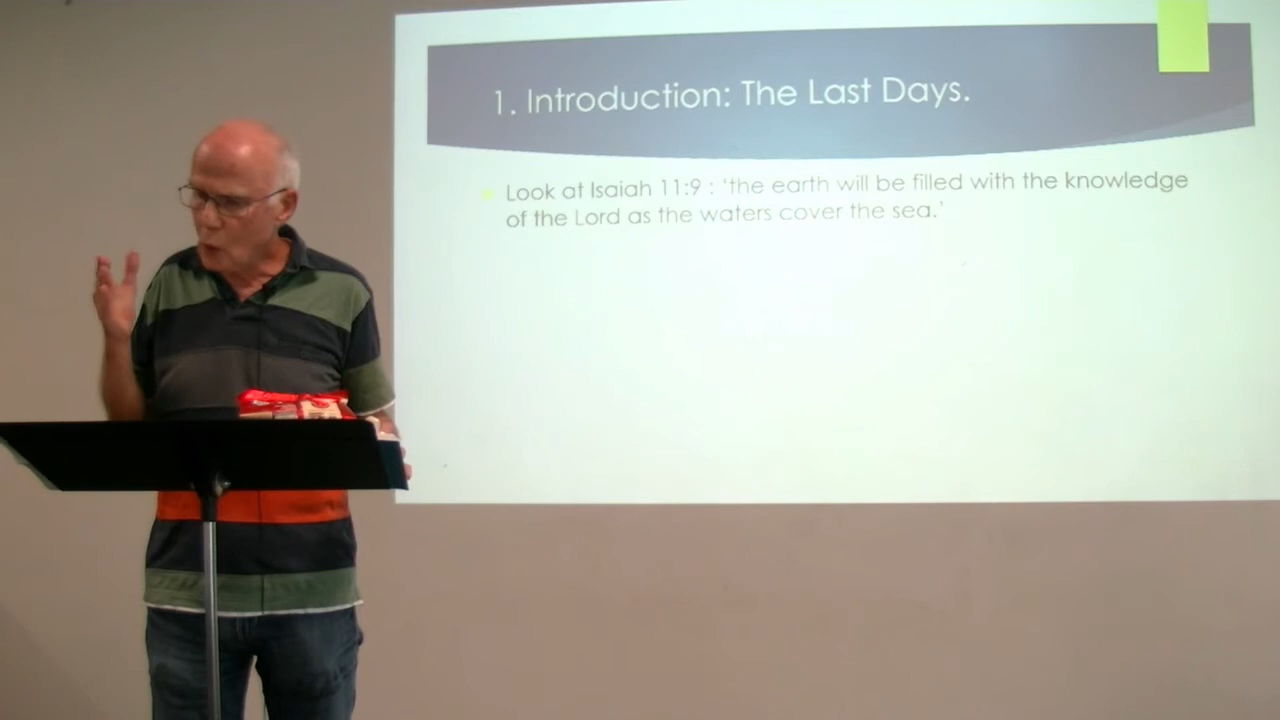 1. Introduction: The Last Days.
Look at Isaiah 11:9 : 'the earth will be filled with the knowledge
of the Lord as the waters cover the sea.'